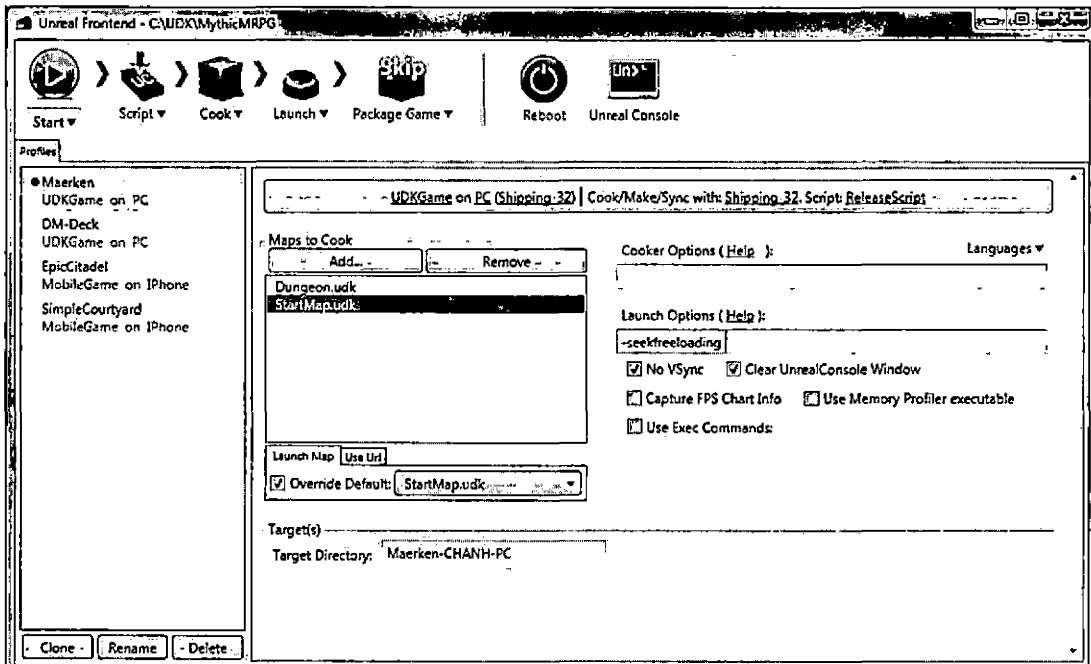 Unreal Frontend - C:\UDK\MythicMRPG
Skip
Un>
Start Script Cook Launch Package Game Reboot Unreal Console
Profiles
Maerken
UDKGame on PC
DM-Deck
UDKGame on PC
EpicCitadel
MobileGame on IPhone
SimpleCourtyard
MobileGame on IPhone
Clone Rename Delete
UDKGame on PC (Shipping-32) Cook/Make/Sync with: Shipping-32, Script: ReleaseScript
Maps to Cook
Add... Remove
Dungeon.udk
StartMap.udk
Launch Map Use Url
Override Default: StartMap.udk
Cooker Options ( Help ): Languages
Launch Options ( Help ):
-seekfreeloading
No VSync Clear UnrealConsole Window
Capture FPS Chart Info Use Memory Profiler executable
Use Exec Commands:
Target(s)
Target Directory: Maerken-CHANH-PC